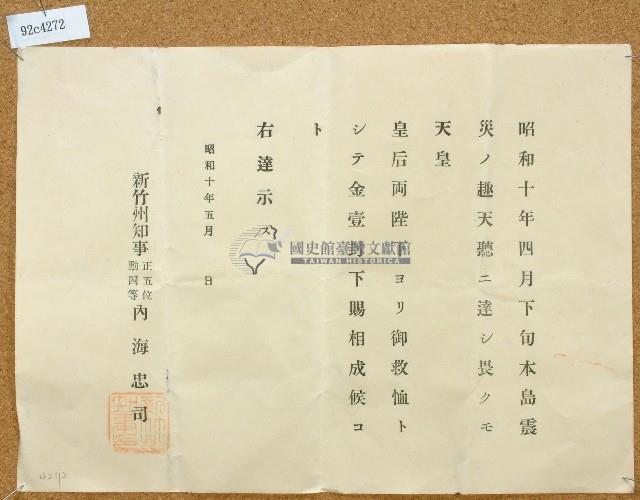 92c4272
昭和十年四月下旬本島震
災ノ趣天聽ニ達シ畏クモ
天皇
皇后両陛下ヨリ御救恤ト
シテ金壹封下賜相成候コ
ト
右達示ス
昭和十年五月　日
新竹州知事正五位勳四等內海忠司
國史館臺灣文獻館
TAIWAN HISTORICA